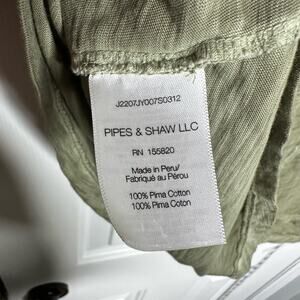 J2207JY007S0312
PIPES & SHAW LLC
RN 155820
Made in Peru/
Fabriqué au Pérou
100% Pima Cotton
100% Pima Coton